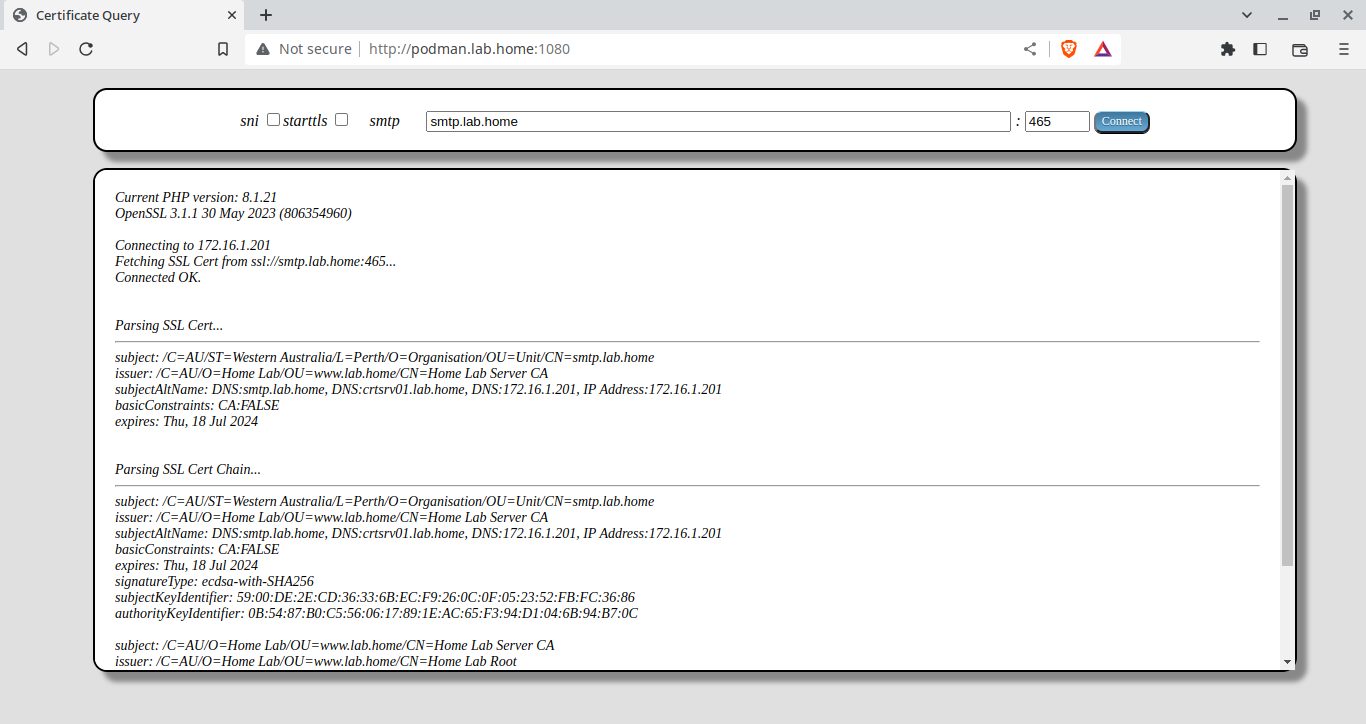 Certificate Query
Not secure
http://podman.lab.home:1080
sni starttls smtp smtp.lab.home : 465 Connect
Current PHP version: 8.1.21
OpenSSL 3.1.1 30 May 2023 (806354960)
Connecting to 172.16.1.201
Fetching SSL Cert from ssl://smtp.lab.home:465...
Connected OK.
Parsing SSL Cert...
subject: /C=AU/ST=Western Australia/L=Perth/O=Organisation/OU=Unit/CN=smtp.lab.home
issuer: /C=AU/O=Home Lab/OU=www.lab.home/CN=Home Lab Server CA
subjectAltName: DNS:smtp.lab.home, DNS:crtsrv01.lab.home, DNS:172.16.1.201, IP Address:172.16.1.201
basicConstraints: CA:FALSE
expires: Thu, 18 Jul 2024
Parsing SSL Cert Chain...
subject: /C=AU/ST=Western Australia/L=Perth/O=Organisation/OU=Unit/CN=smtp.lab.home
issuer: /C=AU/O=Home Lab/OU=www.lab.home/CN=Home Lab Server CA
subjectAltName: DNS:smtp.lab.home, DNS:crtsrv01.lab.home, DNS:172.16.1.201, IP Address:172.16.1.201
basicConstraints: CA:FALSE
expires: Thu, 18 Jul 2024
signatureType: ecdsa-with-SHA256
subjectKeyIdentifier: 59:00:DE:2E:CD:36:33:6B:EC:F9:26:0C:0F:05:23:52:FB:FC:36:86
authorityKeyIdentifier: 0B:54:87:B0:C5:56:06:17:89:1E:AC:65:F3:94:D1:04:6B:94:B7:0C
subject: /C=AU/O=Home Lab/OU=www.lab.home/CN=Home Lab Server CA
issuer: /C=AU/O=Home Lab/OU=www.lab.home/CN=Home Lab Root